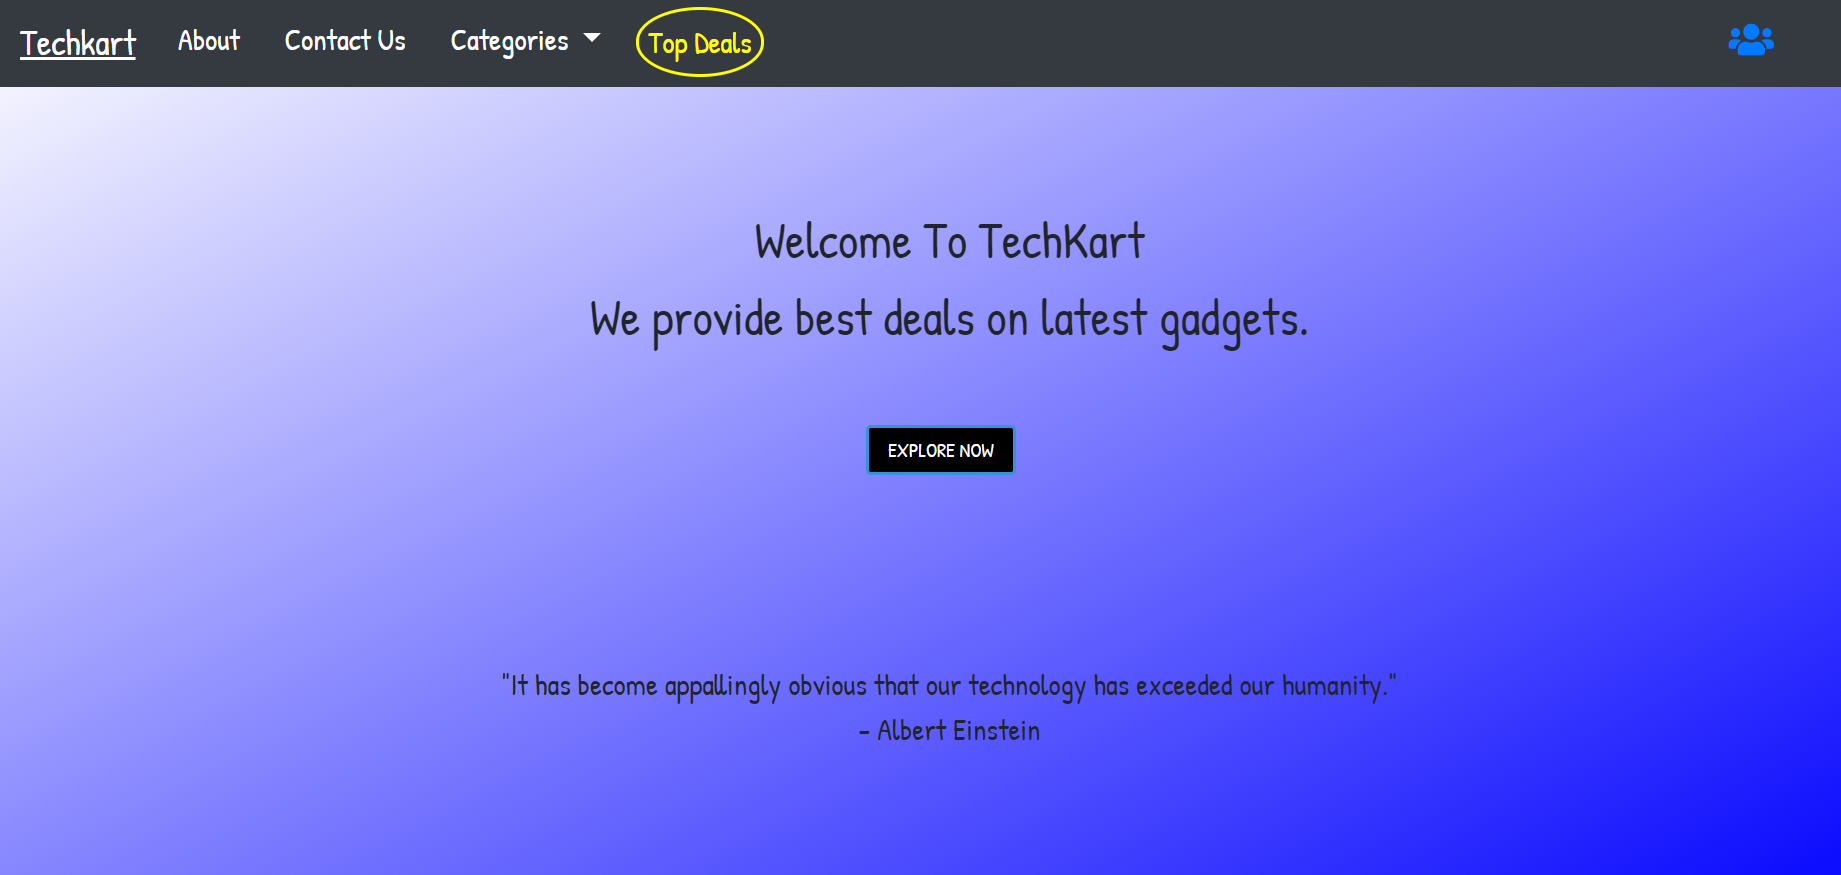 Techkart About Contact Us Categories Top Deals
Welcome To TechKart
We provide best deals on latest gadgets.
EXPLORE NOW
"It has become appallingly obvious that our technology has exceeded our humanity."
- Albert Einstein